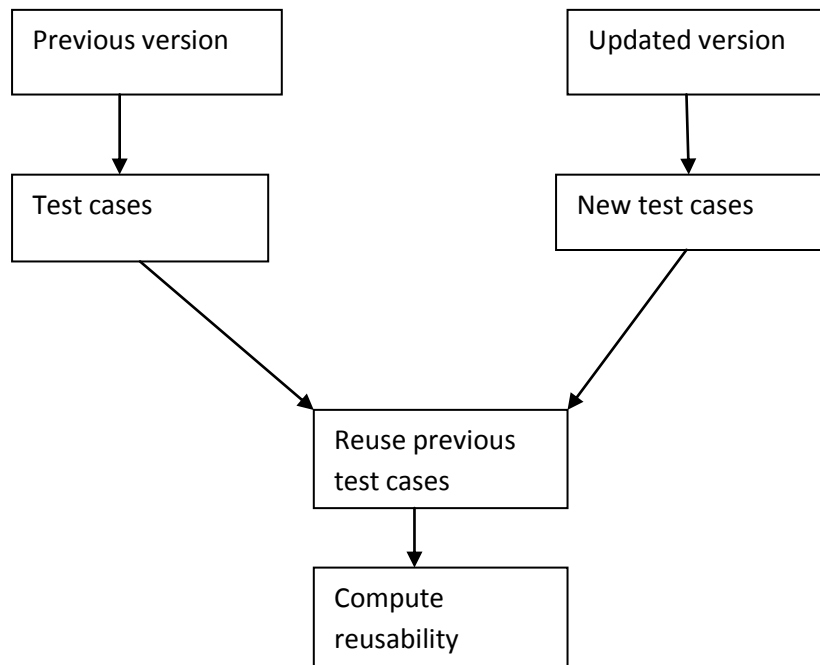 Previous version
Updated version
Test cases
New test cases
Reuse previous
test cases
Compute
reusability